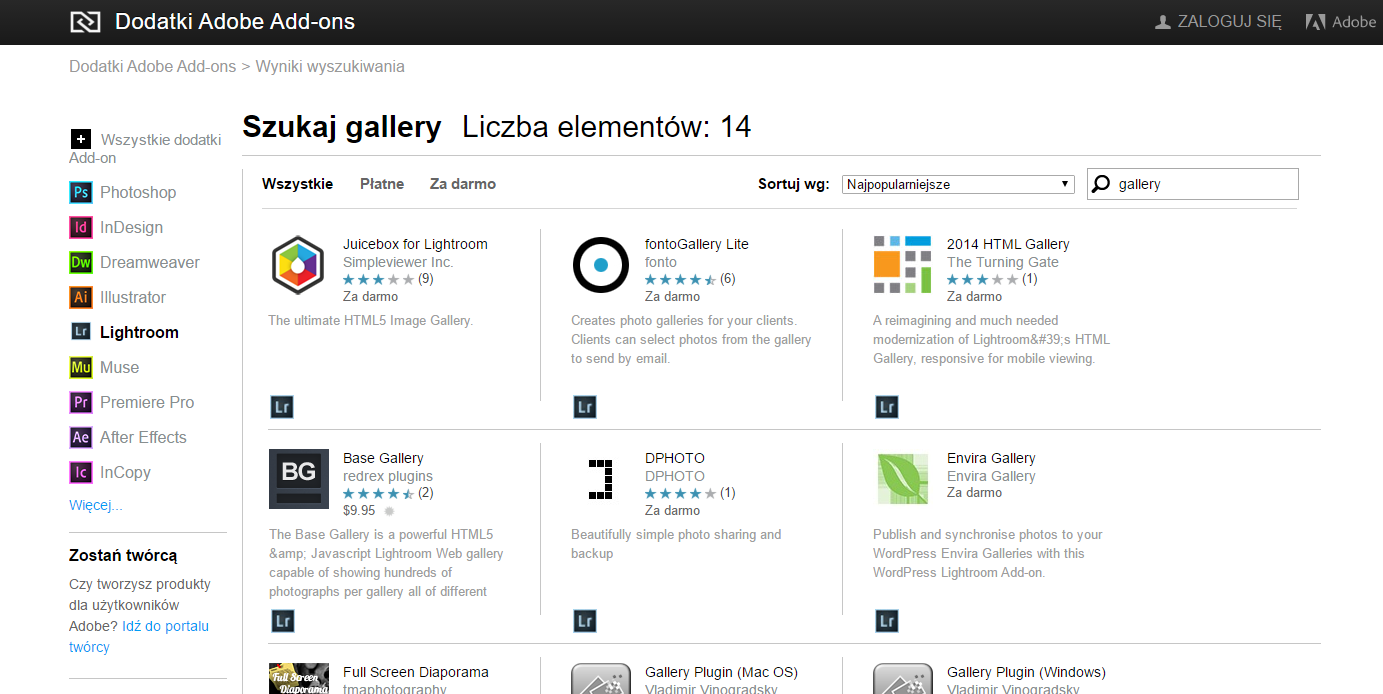 Dodatki Adobe Add-ons
ZALOGUJ SIĘ
Adobe
Dodatki Adobe Add-ons > Wyniki wyszukiwania
Szukaj gallery Liczba elementów: 14
Wszystkie dodatki
Add-on
Ps Photoshop
Id InDesign
Dw Dreamweaver
Ai Illustrator
Lr Lightroom
Mu Muse
Pr Premiere Pro
Ae After Effects
Ic InCopy
Więcej...
Zostań twórcą
Czy tworzysz produkty
dla użytkowników
Adobe? Idź do portalu
twórcy
Wszystkie Płatne Za darmo
Sortuj wg: Najpopularniejsze
gallery
Juicebox for Lightroom
Simpleviewer Inc.
(9)
Za darmo
The ultimate HTML5 Image Gallery.
Lr
fontoGallery Lite
fonto
(6)
Za darmo
Creates photo galleries for your clients.
Clients can select photos from the gallery
to send by email.
Lr
2014 HTML Gallery
The Turning Gate
(1)
Za darmo
A reimagining and much needed
modernization of Lightroom&#39;s HTML
Gallery, responsive for mobile viewing.
Lr
BG
Base Gallery
redrex plugins
(2)
$9.95
The Base Gallery is a powerful HTML5
&amp; Javascript Lightroom Web gallery
capable of showing hundreds of
photographs per gallery all of different
Lr
DPHOTO
DPHOTO
(1)
Za darmo
Beautifully simple photo sharing and
backup
Lr
Envira Gallery
Envira Gallery
Za darmo
Publish and synchronise photos to your
WordPress Envira Galleries with this
WordPress Lightroom Add-on.
Lr
Full Screen
Diaporama
Full Screen Diaporama
tmaphotography
Gallery Plugin (Mac OS)
Vladimir Vinogradsky
Gallery Plugin (Windows)
Vladimir Vinogradsky